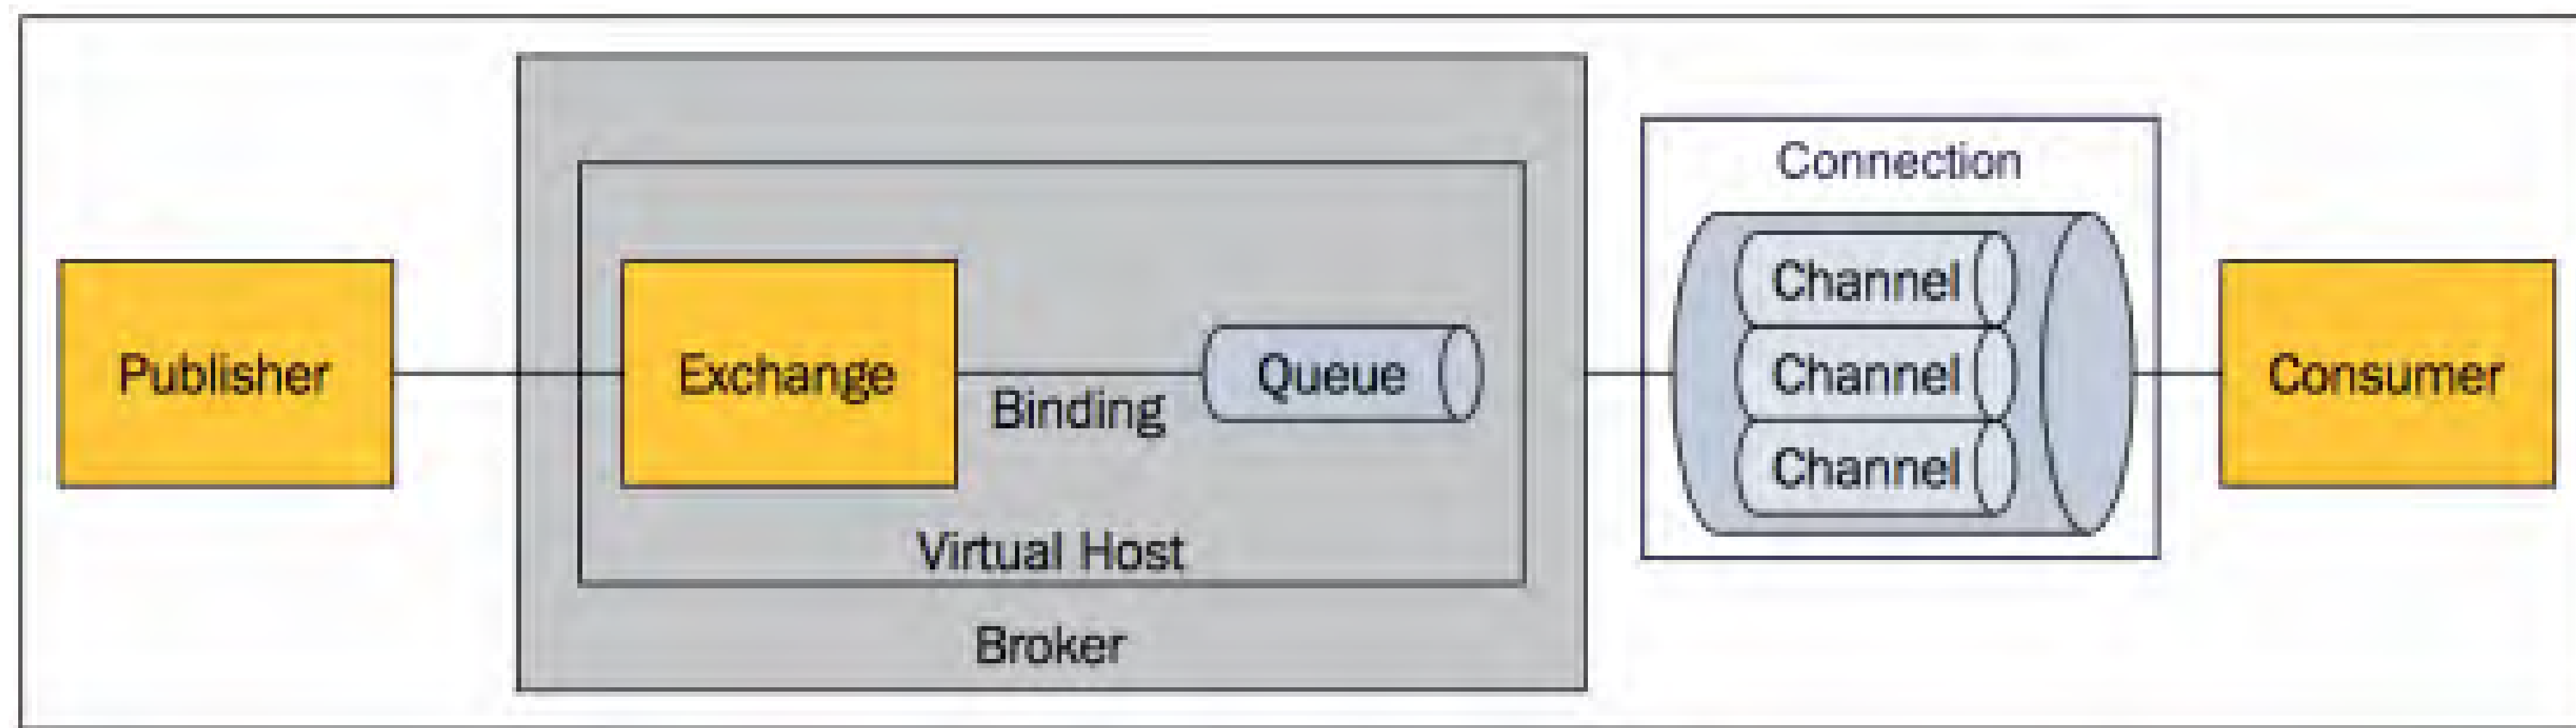 Publisher
Exchange
Binding
Queue
Virtual Host
Broker
Connection
Channel
Channel
Channel
Consumer